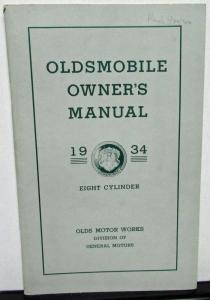 OLDSMOBILE
OWNER'S
MANUAL
19 34
EIGHT CYLINDER
OLDS MOTOR WORKS
DIVISION OF
GENERAL MOTORS